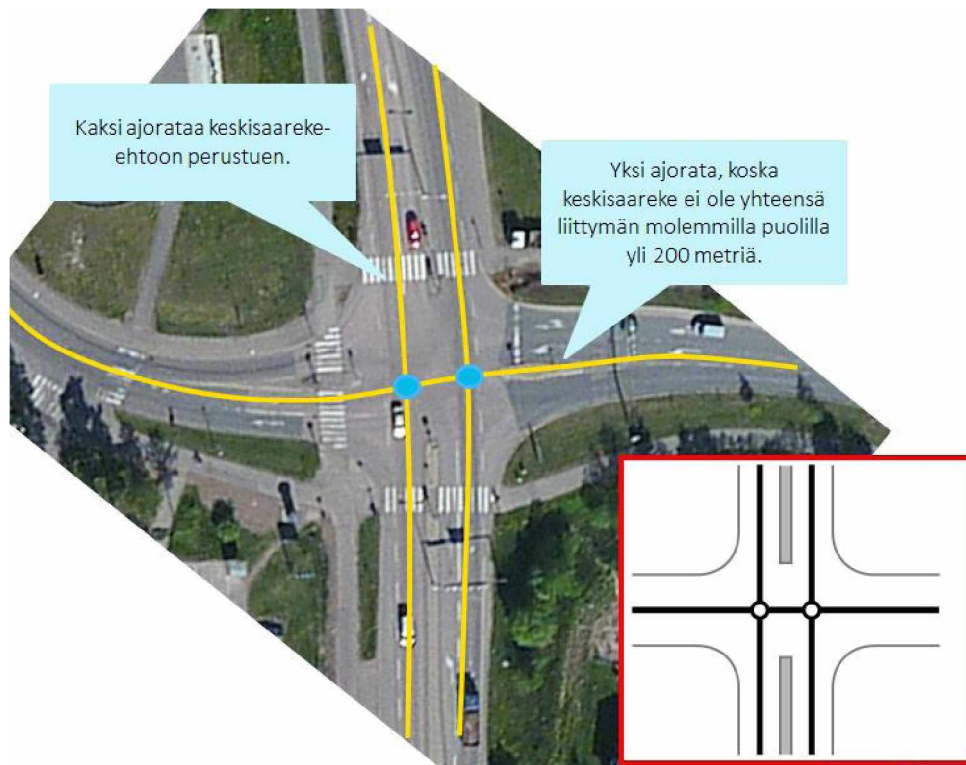 Kaksi ajorataa keskisaareke-
ehtoon perustuen.
Yksi ajorata, koska
keskisaareke ei ole yhteensä
liittymän molemmilla puolilla
yli 200 metriä.